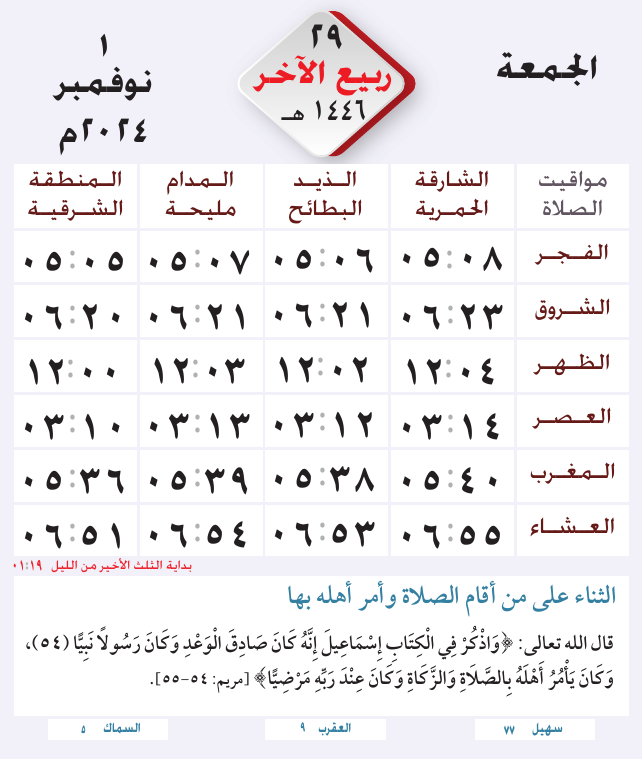 الجمعة
٢٩
ربيع الآخر
١٤٤٦ هـ
١
نوفمبر
٢٠٢٤م
مواقيت الصلاة | الشارقة الحمرية | الذيد البطائح | المدام مليحة | المنطقة الشرقية
الفجر ٠٥:٠٨ ٠٥:٠٦ ٠٥:٠٧ ٠٥:٠٥
الشروق ٠٦:٢٣ ٠٦:٢١ ٠٦:٢١ ٠٦:٢٠
الظهر ١٢:٠٤ ١٢:٠٢ ١٢:٠٣ ١٢:٠٠
العصر ٠٣:١٤ ٠٣:١٢ ٠٣:١٣ ٠٣:١٠
المغرب ٠٥:٤٠ ٠٥:٣٨ ٠٥:٣٩ ٠٥:٣٦
العشاء ٠٦:٥٥ ٠٦:٥٣ ٠٦:٥٤ ٠٦:٥١
بداية الثلث الأخير من الليل ٠١:١٩
الثناء على من أقام الصلاة وأمر أهله بها
قال الله تعالى: ﴿وَاذْكُرْ فِي الْكِتَابِ إِسْمَاعِيلَ إِنَّهُ كَانَ صَادِقَ الْوَعْدِ وَكَانَ رَسُولًا نَبِيًّا (٥٤)،
وَكَانَ يَأْمُرُ أَهْلَهُ بِالصَّلَاةِ وَالزَّكَاةِ وَكَانَ عِنْدَ رَبِّهِ مَرْضِيًّا﴾ [مريم: ٥٤-٥٥].
سهيل ٧٧
العقرب ٩
السماك ٥